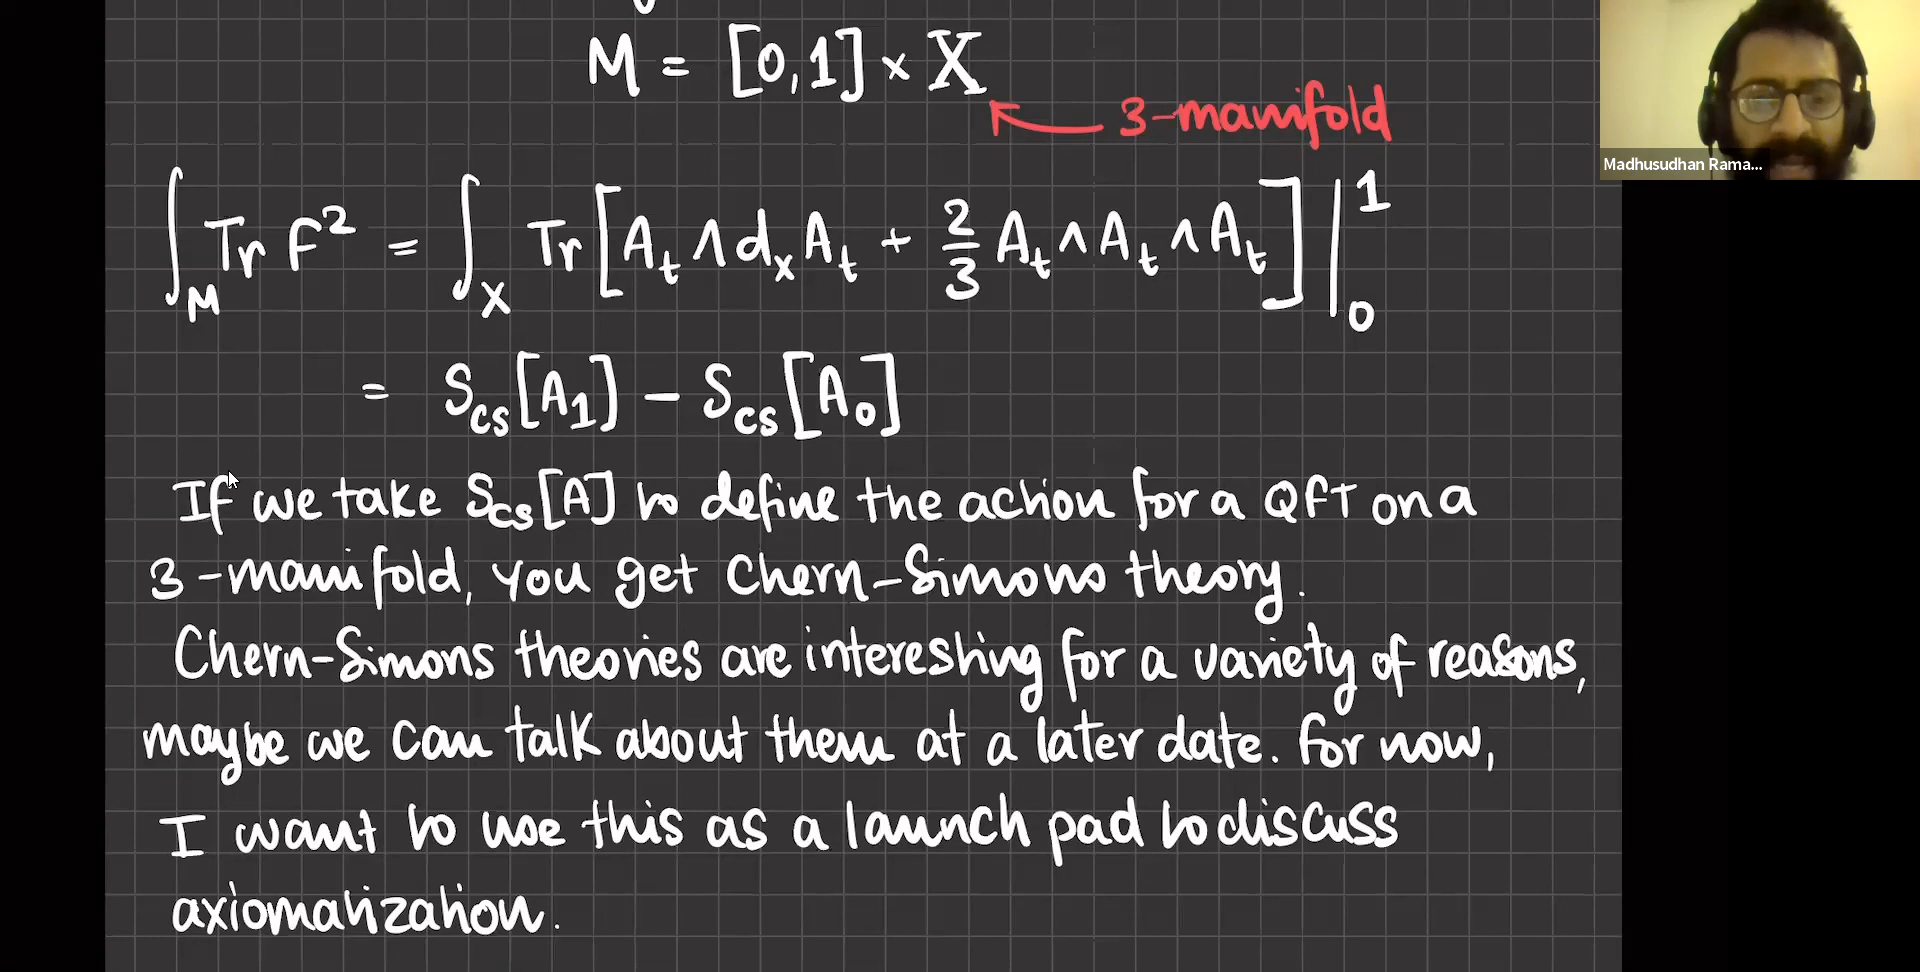 M = [0,1] × X
3-manifold
Madhusudhan Rama...
∫_M Tr F² = ∫_X Tr[A_t ∧ d_x A_t + 2/3 A_t ∧ A_t ∧ A_t] |_0^1
= S_CS[A_1] − S_CS[A_0]
If we take S_CS[A] to define the action for a QFT on a
3-manifold, you get Chern-Simons theory.
Chern-Simons theories are interesting for a variety of reasons,
maybe we can talk about them at a later date. For now,
I want to use this as a launch pad to discuss
axiomatization.